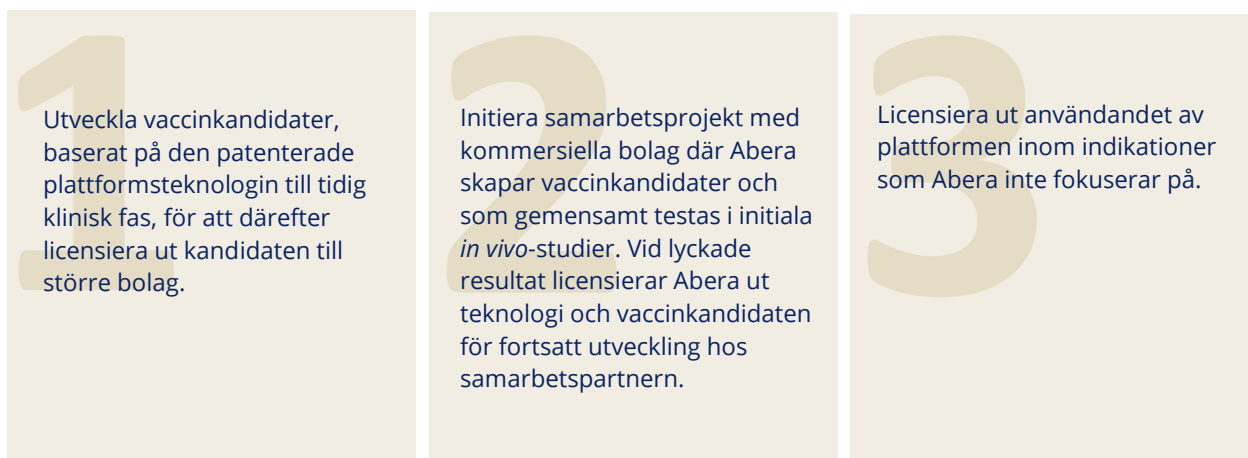 1
Utveckla vaccinkandidater,
baserat på den patenterade
plattformsteknologin till tidig
klinisk fas, för att därefter
licensiera ut kandidaten till
större bolag.
2
Initiera samarbetsprojekt med
kommersiella bolag där Abera
skapar vaccinkandidater och
som gemensamt testas i initiala
in vivo-studier. Vid lyckade
resultat licensierar Abera ut
teknologi och vaccinkandidaten
för fortsatt utveckling hos
samarbetspartnern.
3
Licensiera ut användandet av
plattformen inom indikationer
som Abera inte fokuserar på.